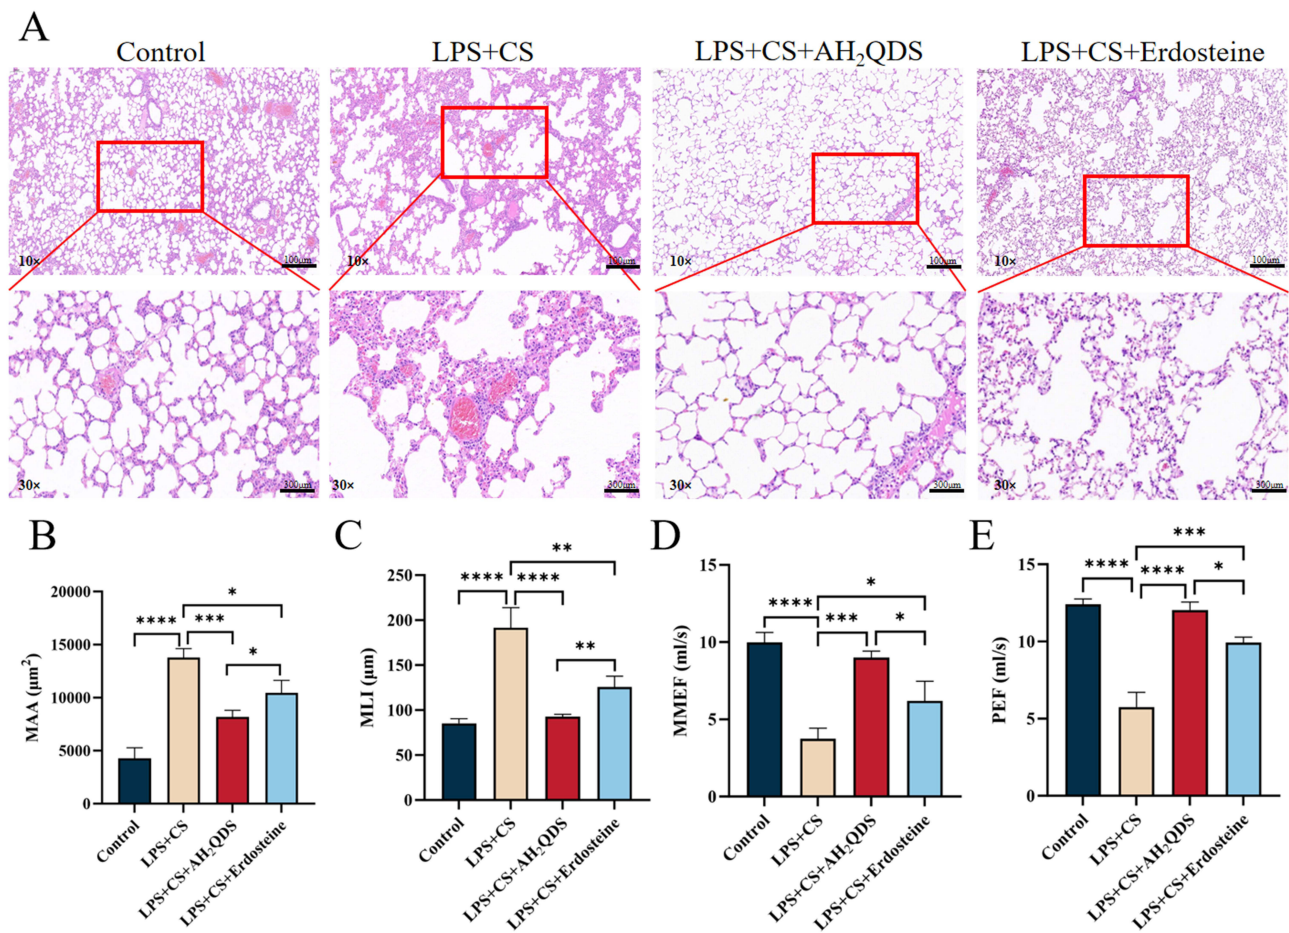 A
Control LPS+CS LPS+CS+AH₂QDS LPS+CS+Erdosteine
10× 100μm 10× 100μm 10× 100μm 10× 100μm
30× 300μm 30× 300μm 30× 300μm 30× 300μm
B
MAA (μm²)
20000
15000
10000
5000
0
**** *** * *
Control
LPS+CS
LPS+CS+AH₂QDS
LPS+CS+Erdosteine
C
MLI (μm)
250
200
150
100
50
0
**** **** ** **
Control
LPS+CS
LPS+CS+AH₂QDS
LPS+CS+Erdosteine
D
MMEF (ml/s)
15
10
5
0
**** *** * *
Control
LPS+CS
LPS+CS+AH₂QDS
LPS+CS+Erdosteine
E
PEF (ml/s)
15
10
5
0
**** **** *** *
Control
LPS+CS
LPS+CS+AH₂QDS
LPS+CS+Erdosteine